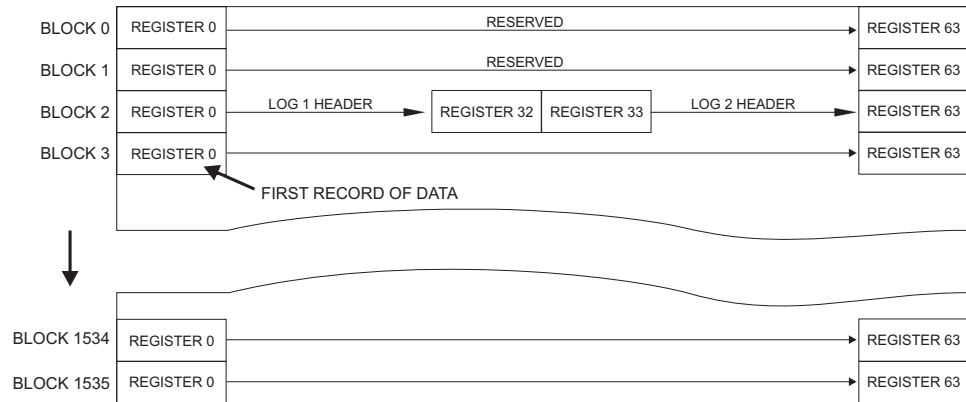 BLOCK 0 REGISTER 0 RESERVED REGISTER 63
BLOCK 1 REGISTER 0 RESERVED REGISTER 63
BLOCK 2 REGISTER 0 LOG 1 HEADER REGISTER 32 REGISTER 33 LOG 2 HEADER REGISTER 63
BLOCK 3 REGISTER 0 REGISTER 63
FIRST RECORD OF DATA
BLOCK 1534 REGISTER 0 REGISTER 63
BLOCK 1535 REGISTER 0 REGISTER 63